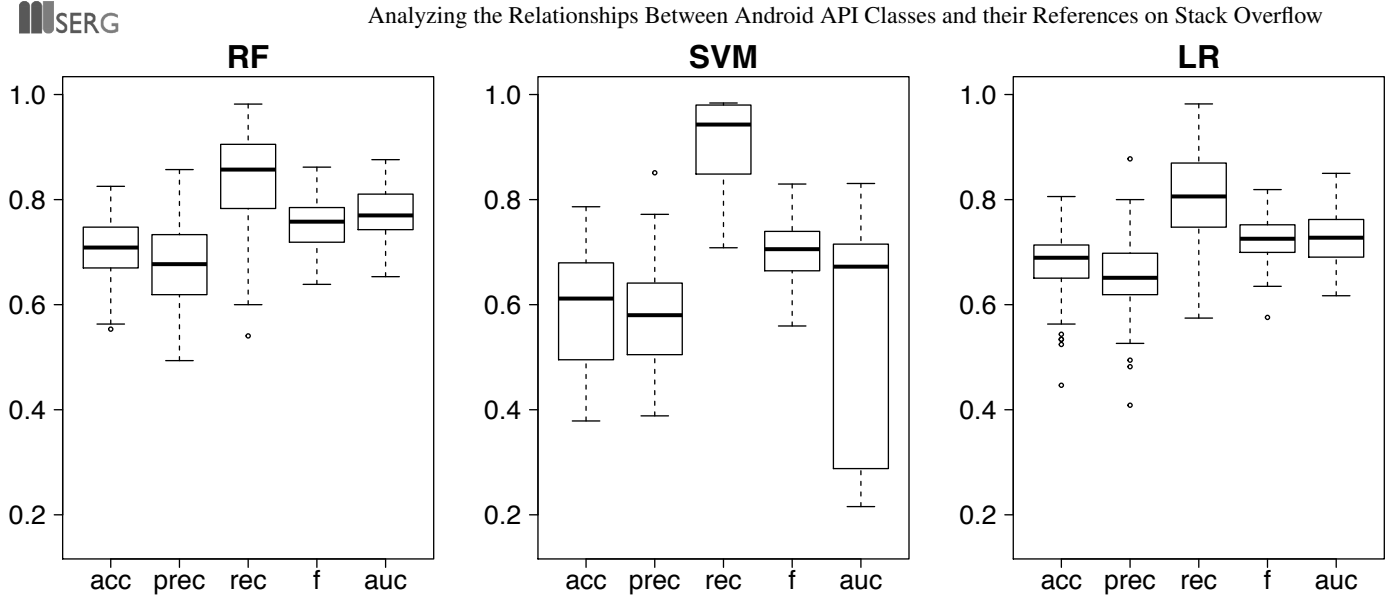 SERG
Analyzing the Relationships Between Android API Classes and their References on Stack Overflow
RF
SVM
LR
1.0
0.8
0.6
0.4
0.2
acc prec rec f auc
1.0
0.8
0.6
0.4
0.2
acc prec rec f auc
1.0
0.8
0.6
0.4
0.2
acc prec rec f auc